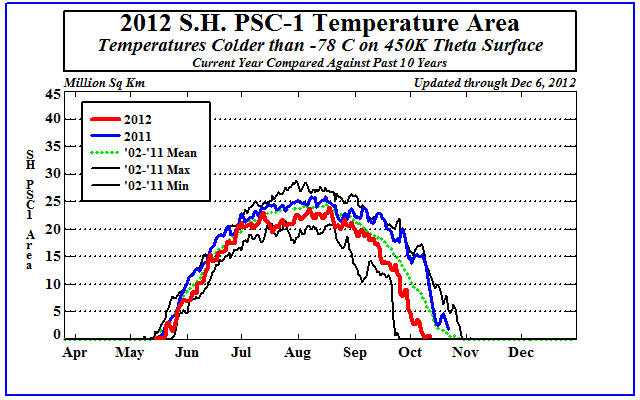 2012 S.H. PSC-1 Temperature Area
Temperatures Colder than -78 C on 450K Theta Surface
Current Year Compared Against Past 10 Years
Million Sq Km
Updated through Dec 6, 2012
45
40
35
30
25
20
15
10
5
0
SH PSC1 Area
2012
2011
'02-'11 Mean
'02-'11 Max
'02-'11 Min
Apr May Jun Jul Aug Sep Oct Nov Dec